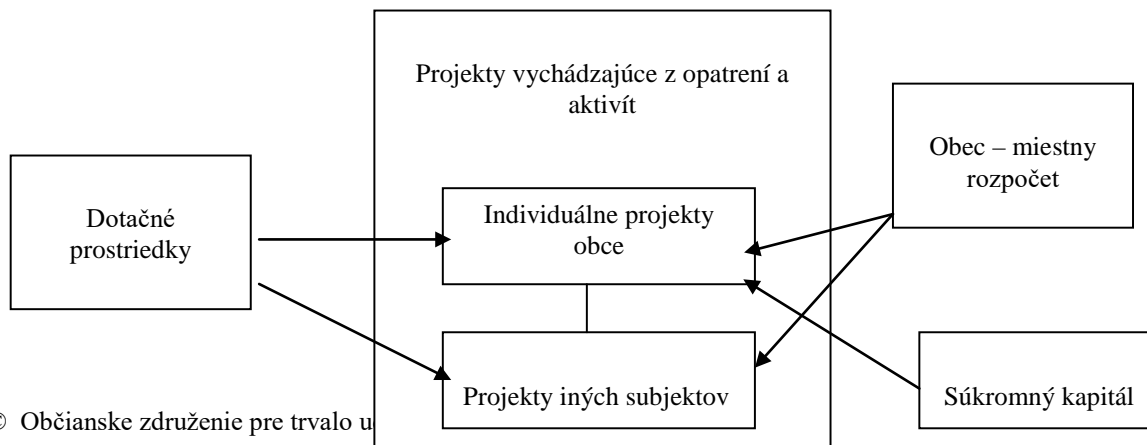 Projekty vychádzajúce z opatrení a
aktivít
Obec – miestny
rozpočet
Dotačné
prostriedky
Individuálne projekty
obce
Projekty iných subjektov
Súkromný kapitál
© Občianske združenie pre trvalo